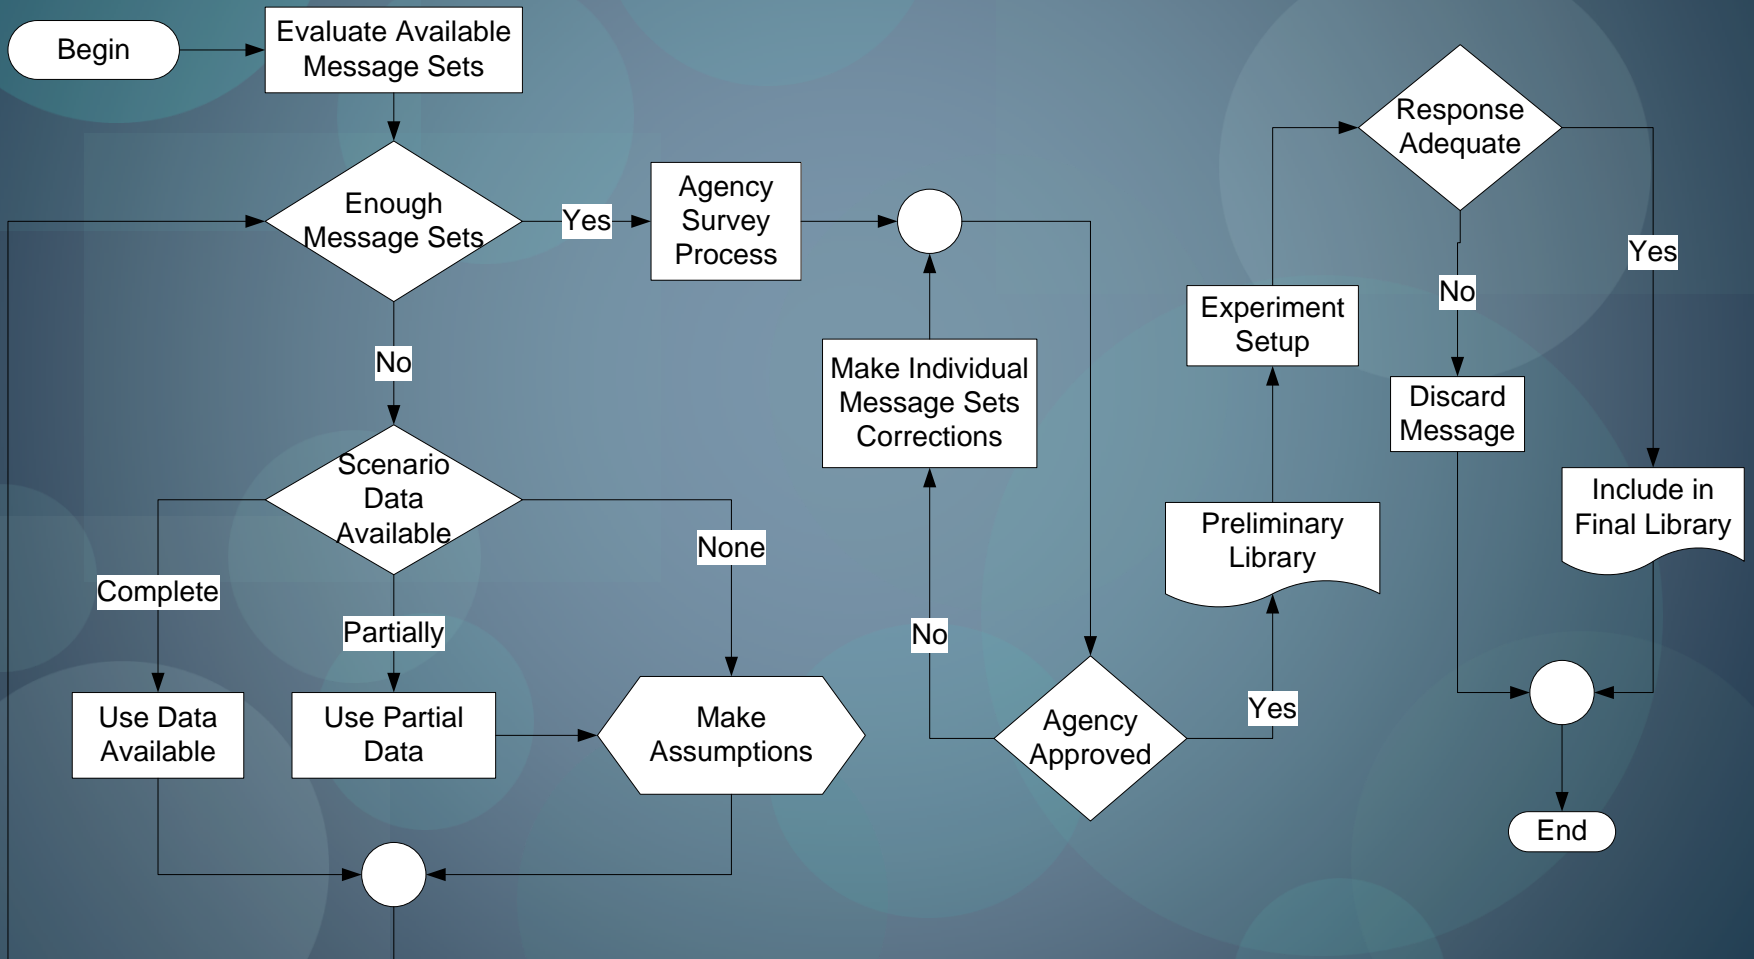 Begin
Evaluate Available
Message Sets
Enough
Message Sets
Yes
Agency
Survey
Process
No
Scenario
Data
Available
Complete
Partially
None
Use Data
Available
Use Partial
Data
Make
Assumptions
Make Individual
Message Sets
Corrections
No
Agency
Approved
Yes
Preliminary
Library
Experiment
Setup
Response
Adequate
No
Yes
Discard
Message
Include in
Final Library
End